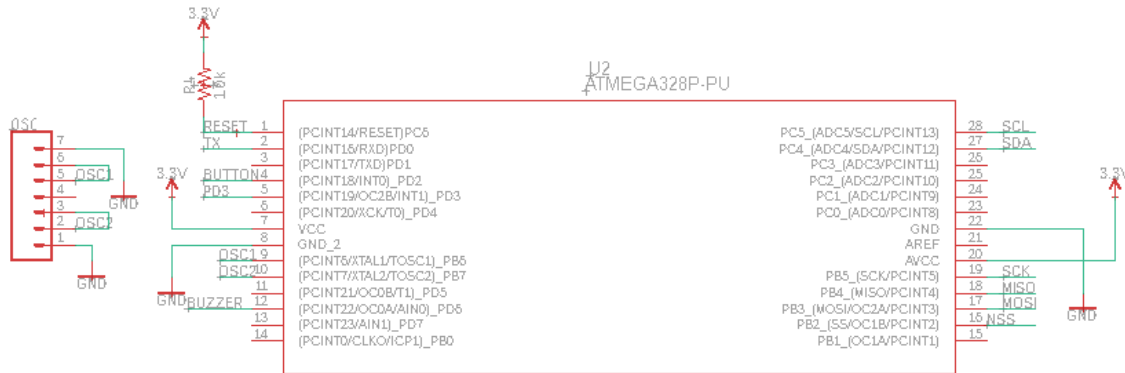 3.3V
R1
10k
U2
ATMEGA328P-PU
OSC
7
6
5
4
3
2
1
OSC1
OSC2
GND
GND
3.3V
GND
RESET 1 (PCINT14/RESET)PC6
TX 2 (PCINT16/RXD)PD0
3 (PCINT17/TXD)PD1
BUTTON 4 (PCINT18/INT0)_PD2
PD3 5 (PCINT19/OC2B/INT1)_PD3
6 (PCINT20/XCK/T0)_PD4
7 VCC
8 GND_2
OSC1 9 (PCINT6/XTAL1/TOSC1)_PB6
OSC2 10 (PCINT7/XTAL2/TOSC2)_PB7
11 (PCINT21/OC0B/T1)_PD5
BUZZER 12 (PCINT22/OC0A/AIN0)_PD6
13 (PCINT23/AIN1)_PD7
14 (PCINT0/CLKO/ICP1)_PB0
PC5_(ADC5/SCL/PCINT13) 28 SCL
PC4_(ADC4/SDA/PCINT12) 27 SDA
PC3_(ADC3/PCINT11) 26
PC2_(ADC2/PCINT10) 25
PC1_(ADC1/PCINT9) 24
PC0_(ADC0/PCINT8) 23
GND 22
AREF 21
AVCC 20
PB5_(SCK/PCINT5) 19 SCK
PB4_(MISO/PCINT4) 18 MISO
PB3_(MOSI/OC2A/PCINT3) 17 MOSI
PB2_(SS/OC1B/PCINT2) 16 NSS
PB1_(OC1A/PCINT1) 15
3.3V
GND